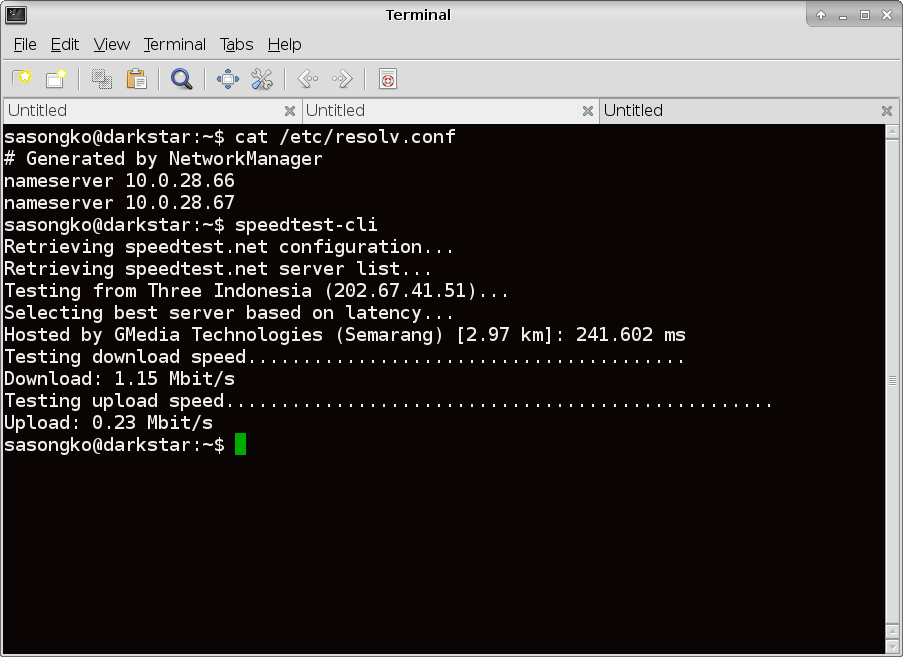 Terminal
File Edit View Terminal Tabs Help
Untitled Untitled Untitled
sasongko@darkstar:~$ cat /etc/resolv.conf
# Generated by NetworkManager
nameserver 10.0.28.66
nameserver 10.0.28.67
sasongko@darkstar:~$ speedtest-cli
Retrieving speedtest.net configuration...
Retrieving speedtest.net server list...
Testing from Three Indonesia (202.67.41.51)...
Selecting best server based on latency...
Hosted by GMedia Technologies (Semarang) [2.97 km]: 241.602 ms
Testing download speed........................................
Download: 1.15 Mbit/s
Testing upload speed..................................................
Upload: 0.23 Mbit/s
sasongko@darkstar:~$